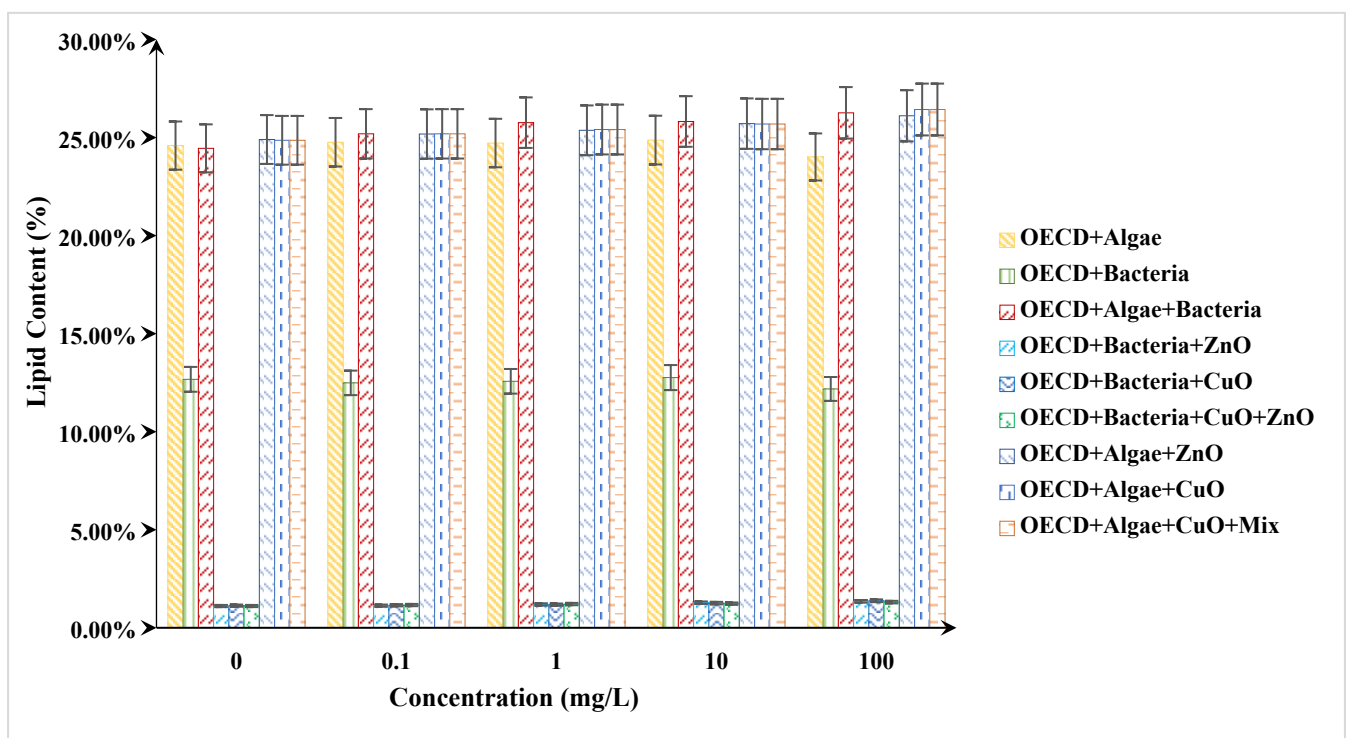 30.00%
25.00%
20.00%
15.00%
10.00%
5.00%
0.00%
Lipid Content (%)
0 0.1 1 10 100
Concentration (mg/L)
OECD+Algae
OECD+Bacteria
OECD+Algae+Bacteria
OECD+Bacteria+ZnO
OECD+Bacteria+CuO
OECD+Bacteria+CuO+ZnO
OECD+Algae+ZnO
OECD+Algae+CuO
OECD+Algae+CuO+Mix